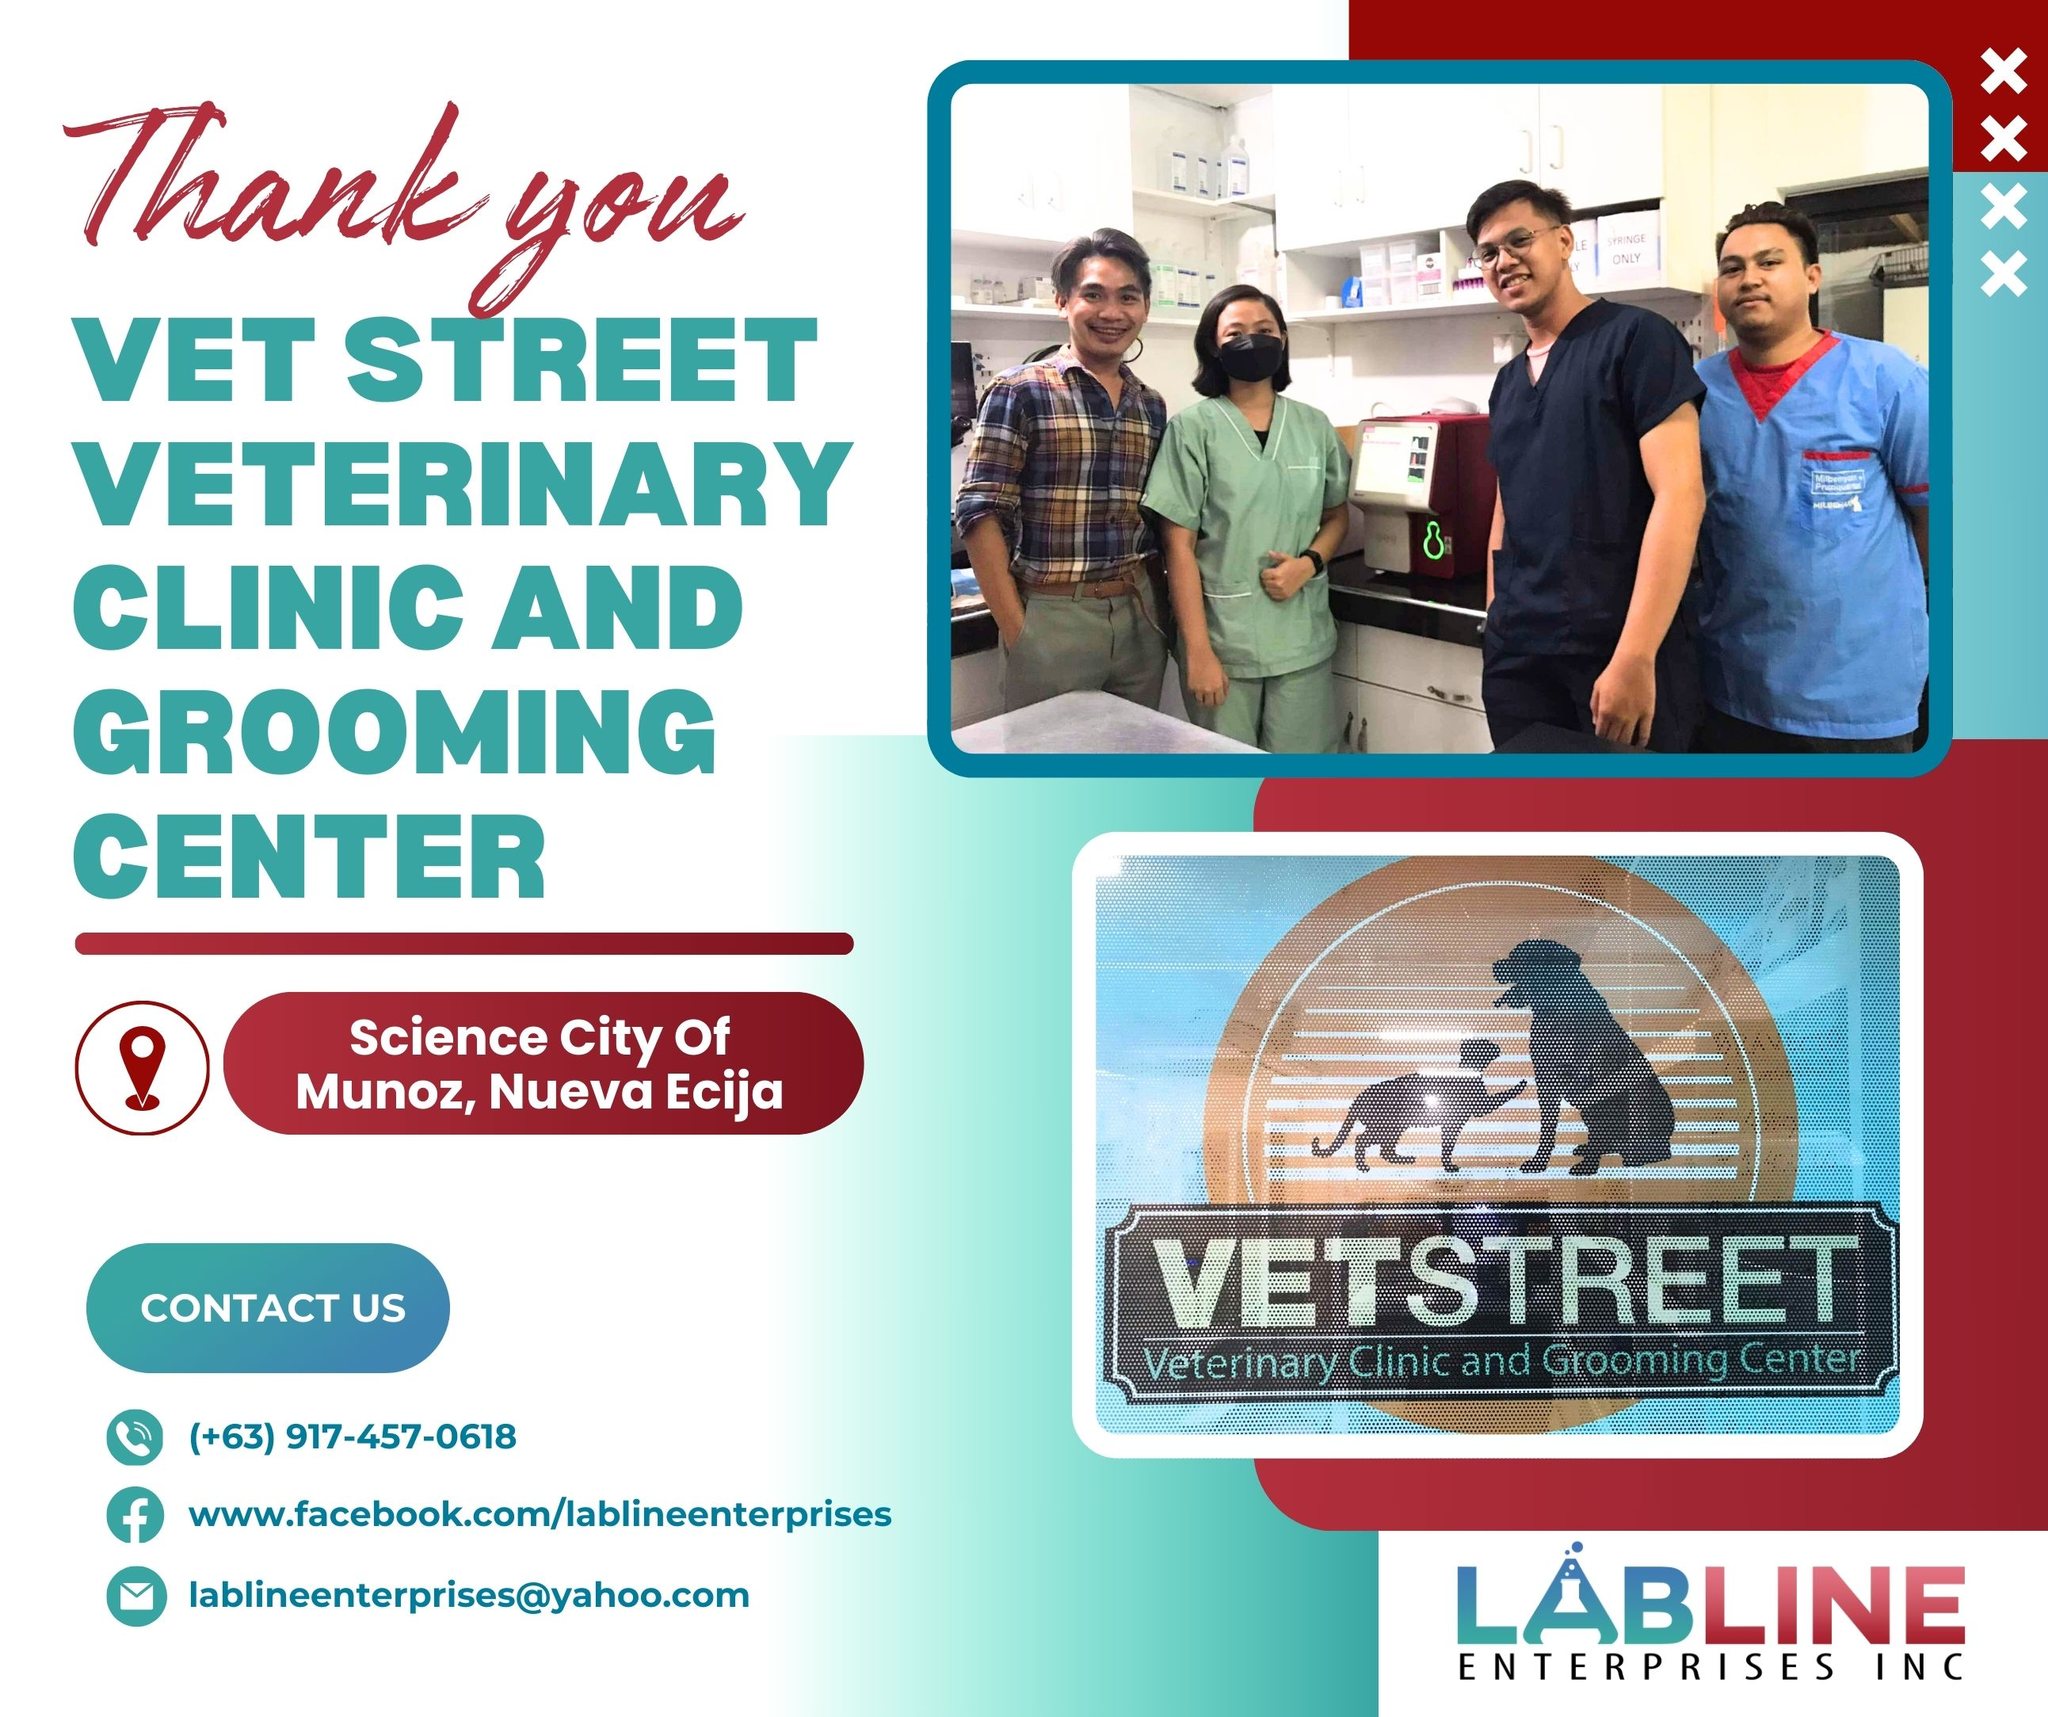 Thank you
VET STREET
VETERINARY
CLINIC AND
GROOMING
CENTER
Science City Of
Munoz, Nueva Ecija
CONTACT US
(+63) 917-457-0618
www.facebook.com/lablineenterprises
lablineenterprises@yahoo.com
SYRINGE
ONLY
VETSTREET
Veterinary Clinic and Grooming Center
LABLINE
ENTERPRISES INC